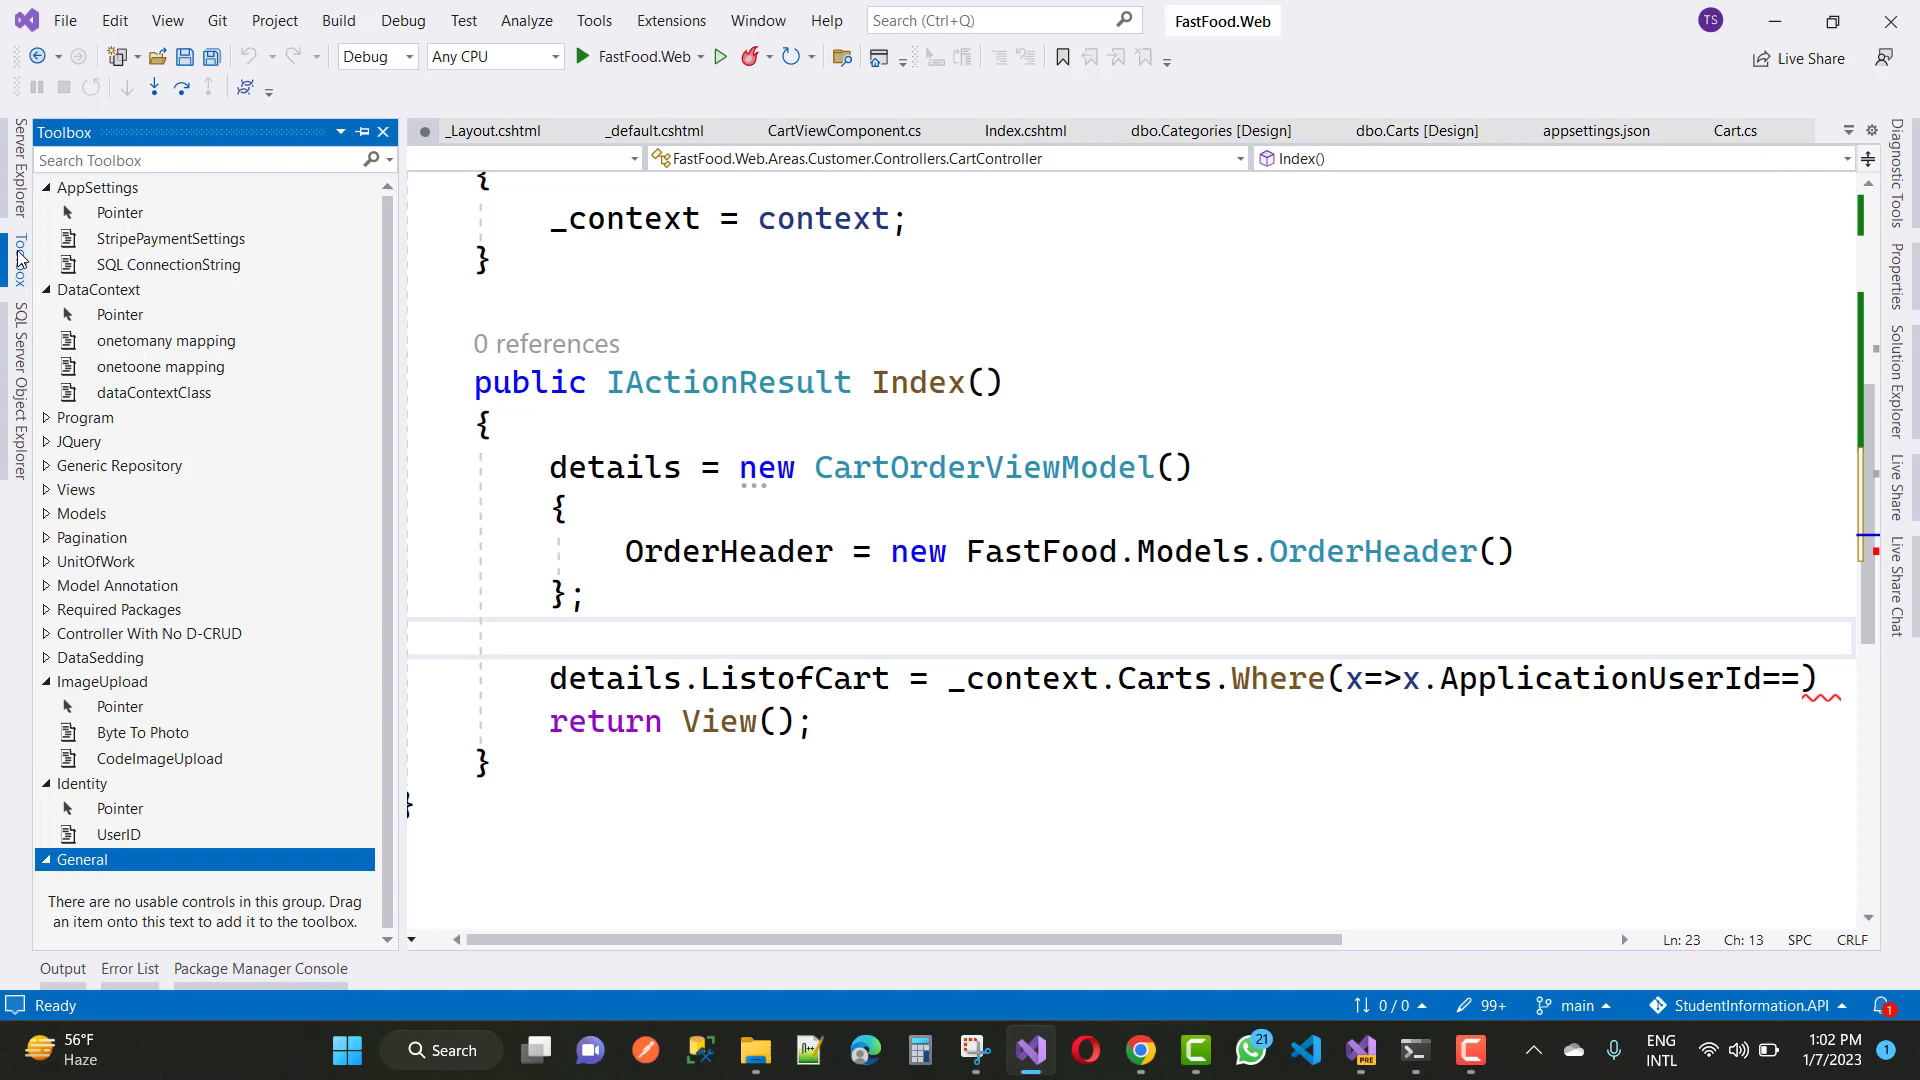 File Edit View Git Project Build Debug Test Analyze Tools Extensions Window Help Search (Ctrl+Q) FastFood.Web TS
Debug Any CPU FastFood.Web Live Share
Server Explorer
Toolbox
SQL Server Object Explorer
Toolbox
Search Toolbox
AppSettings
Pointer
StripePaymentSettings
SQL ConnectionString
DataContext
Pointer
onetomany mapping
onetoone mapping
dataContextClass
Program
JQuery
Generic Repository
Views
Models
Pagination
UnitOfWork
Model Annotation
Required Packages
Controller With No D-CRUD
DataSedding
ImageUpload
Pointer
Byte To Photo
CodeImageUpload
Identity
Pointer
UserID
General
There are no usable controls in this group. Drag
an item onto this text to add it to the toolbox.
_Layout.cshtml _default.cshtml CartViewComponent.cs Index.cshtml dbo.Categories [Design] dbo.Carts [Design] appsettings.json Cart.cs
FastFood.Web.Areas.Customer.Controllers.CartController Index()
{
_context = context;
}
0 references
public IActionResult Index()
{
details = new CartOrderViewModel()
{
OrderHeader = new FastFood.Models.OrderHeader()
};
details.ListofCart = _context.Carts.Where(x=>x.ApplicationUserId==)
return View();
}
}
Ln: 23 Ch: 13 SPC CRLF
Diagnostic Tools
Properties
Solution Explorer
Live Share
Live Share Chat
Output Error List Package Manager Console
Ready 0 / 0 99+ main StudentInformation.API 1
56°F
Haze
Search
21
PRE
ENG
INTL
1:02 PM
1/7/2023
1